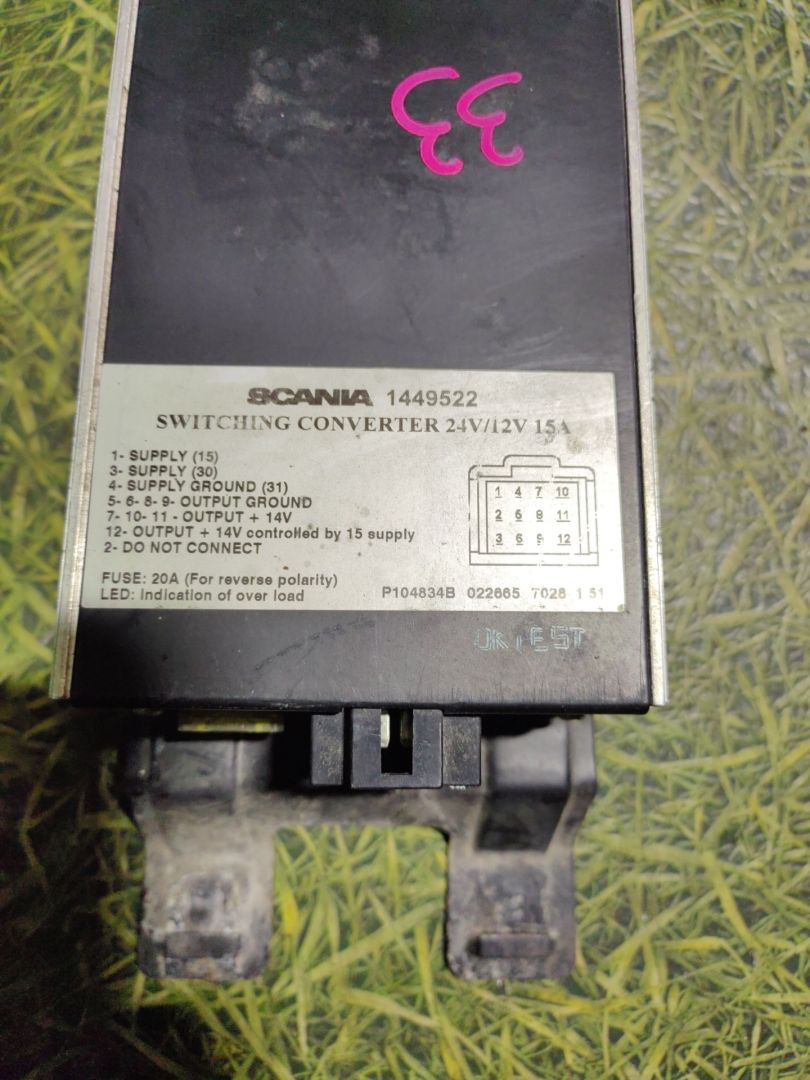 SCANIA 1449522
SWITCHING CONVERTER 24V/12V 15A
1- SUPPLY (15)
3- SUPPLY (30)
4- SUPPLY GROUND (31)
5- 6- 8- 9- OUTPUT GROUND
7- 10- 11 - OUTPUT + 14V
12- OUTPUT + 14V controlled by 15 supply
2- DO NOT CONNECT
1 4 7 10
2 5 8 11
3 6 9 12
FUSE: 20A (For reverse polarity)
LED: Indication of over load
P104834B 022665 7028 1 51
OK TEST